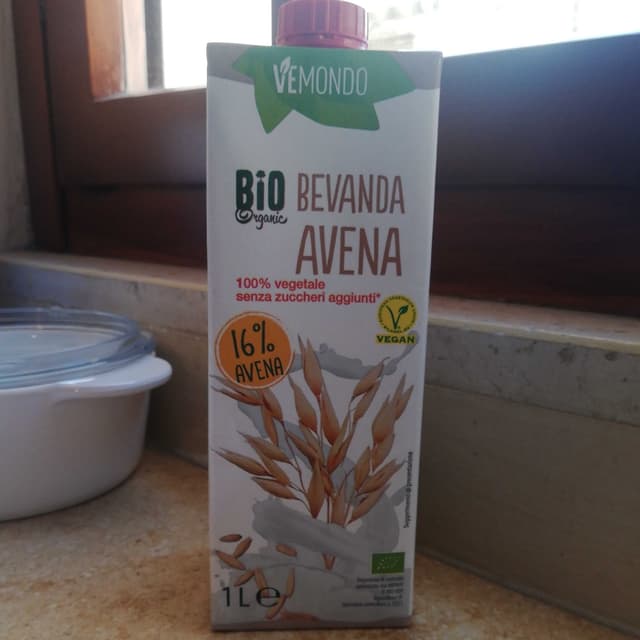 VEMONDO
BIO
Organic
BEVANDA
AVENA
100% vegetale
senza zuccheri aggiunti*
16%
AVENA
VEGAN
1L℮